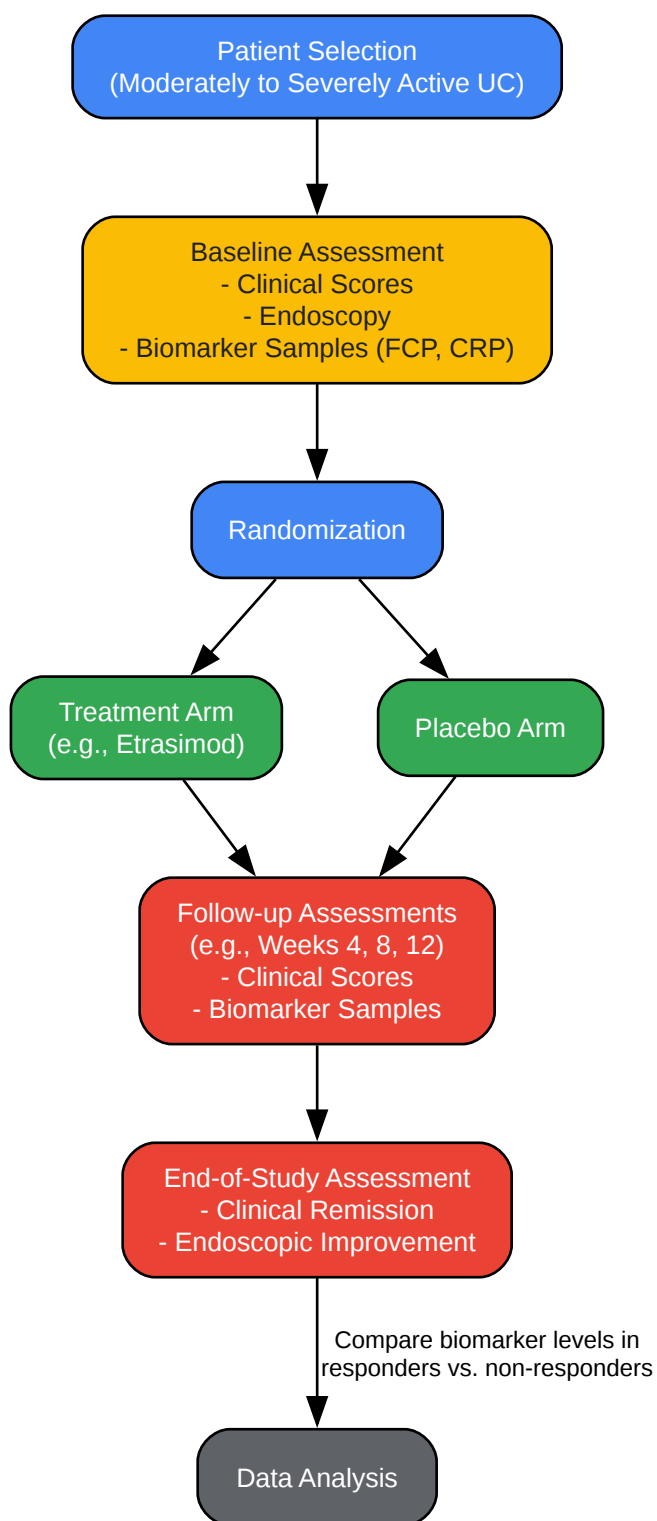 Patient Selection
(Moderately to Severely Active UC)
Baseline Assessment
- Clinical Scores
- Endoscopy
- Biomarker Samples (FCP, CRP)
Randomization
Treatment Arm
(e.g., Etrasimod)
Placebo Arm
Follow-up Assessments
(e.g., Weeks 4, 8, 12)
- Clinical Scores
- Biomarker Samples
End-of-Study Assessment
- Clinical Remission
- Endoscopic Improvement
Compare biomarker levels in
responders vs. non-responders
Data Analysis